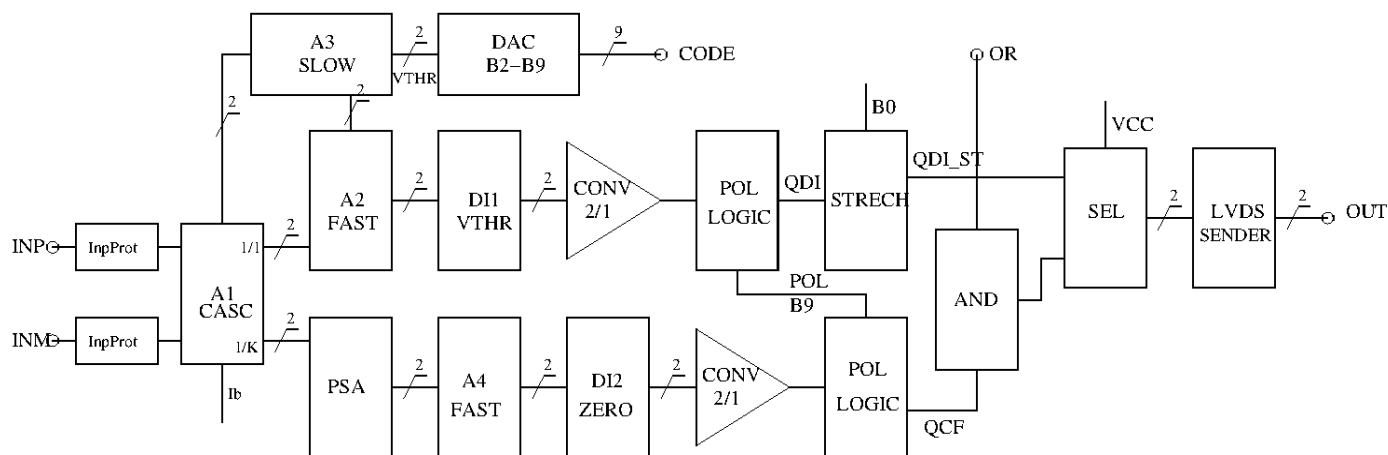 A3
SLOW
2
VTHR
DAC
B2-B9
9
CODE
OR
2
2
B0
VCC
A2
FAST
2
DI1
VTHR
2
CONV
2/1
POL
LOGIC
QDI
STRECH
QDI_ST
SEL
2
LVDS
SENDER
2
OUT
INP
InpProt
1/1
2
A1
CASC
INM
InpProt
1/K
2
Ib
POL
B9
AND
PSA
2
A4
FAST
2
DI2
ZERO
2
CONV
2/1
POL
LOGIC
QCF